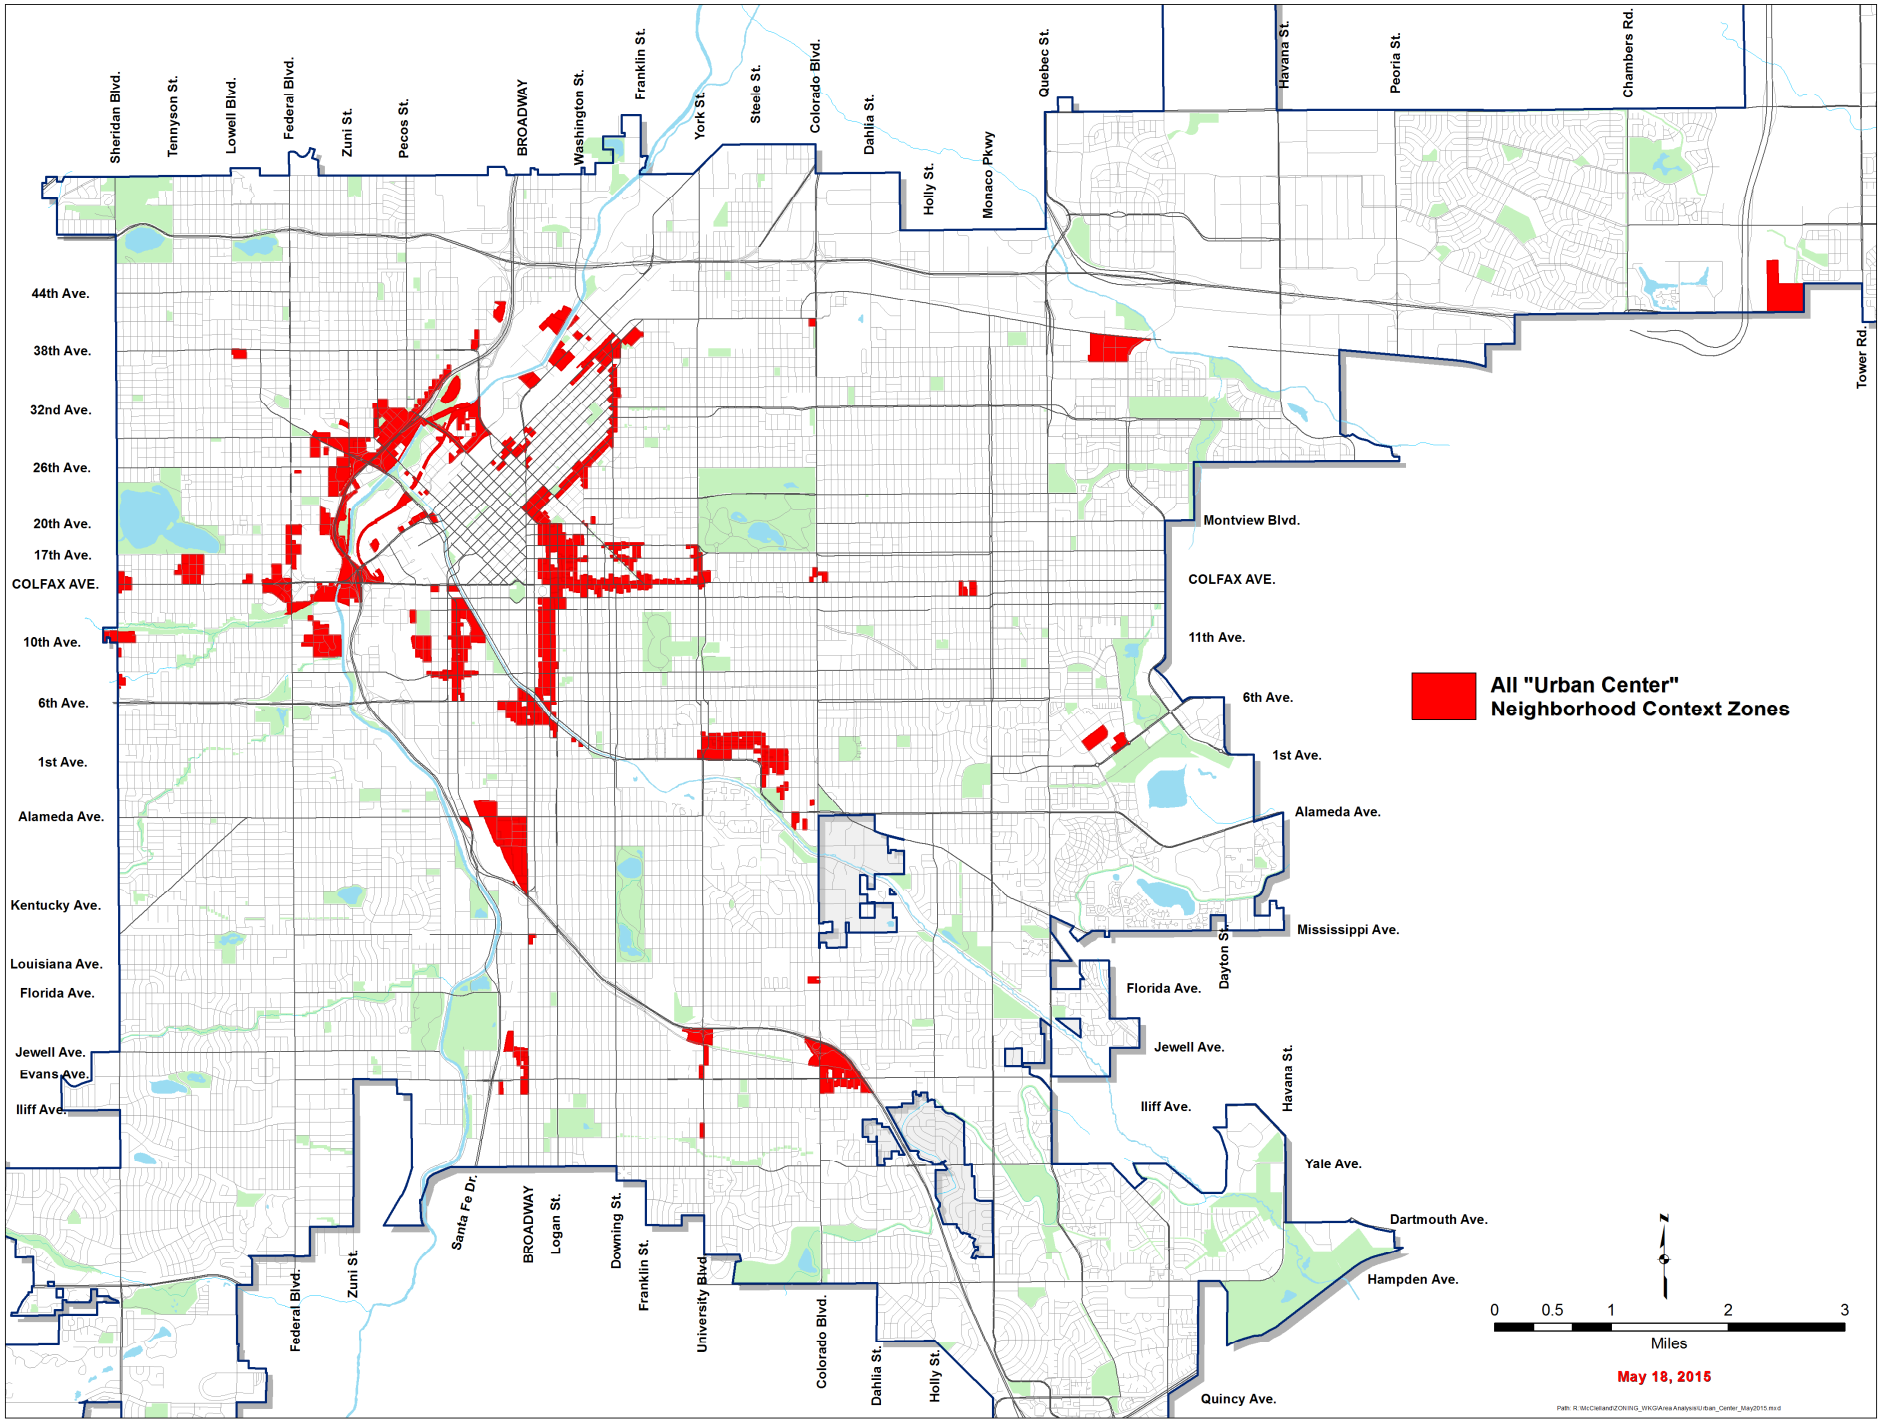 Sheridan Blvd.
Tennyson St.
Lowell Blvd.
Federal Blvd.
Zuni St.
Pecos St.
BROADWAY
Washington St.
Franklin St.
York St.
Steele St.
Colorado Blvd.
Dahlia St.
Holly St.
Monaco Pkwy
Quebec St.
Havana St.
Peoria St.
Chambers Rd.
Tower Rd.
44th Ave.
38th Ave.
32nd Ave.
26th Ave.
20th Ave.
17th Ave.
COLFAX AVE.
10th Ave.
6th Ave.
1st Ave.
Alameda Ave.
Kentucky Ave.
Louisiana Ave.
Florida Ave.
Jewell Ave.
Evans Ave.
Iliff Ave.
Montview Blvd.
COLFAX AVE.
11th Ave.
6th Ave.
1st Ave.
Alameda Ave.
Mississippi Ave.
Dayton St.
Florida Ave.
Jewell Ave.
Iliff Ave.
Havana St.
Yale Ave.
Dartmouth Ave.
Hampden Ave.
Quincy Ave.
All "Urban Center"
Neighborhood Context Zones
Federal Blvd.
Zuni St.
Santa Fe Dr.
BROADWAY
Logan St.
Downing St.
Franklin St.
University Blvd.
Colorado Blvd.
Dahlia St.
Holly St.
N
0 0.5 1 2 3
Miles
May 18, 2015
Path: R:\McClelland\ZONING_WKG\Area Analysis\Urban_Center_May2015.mxd